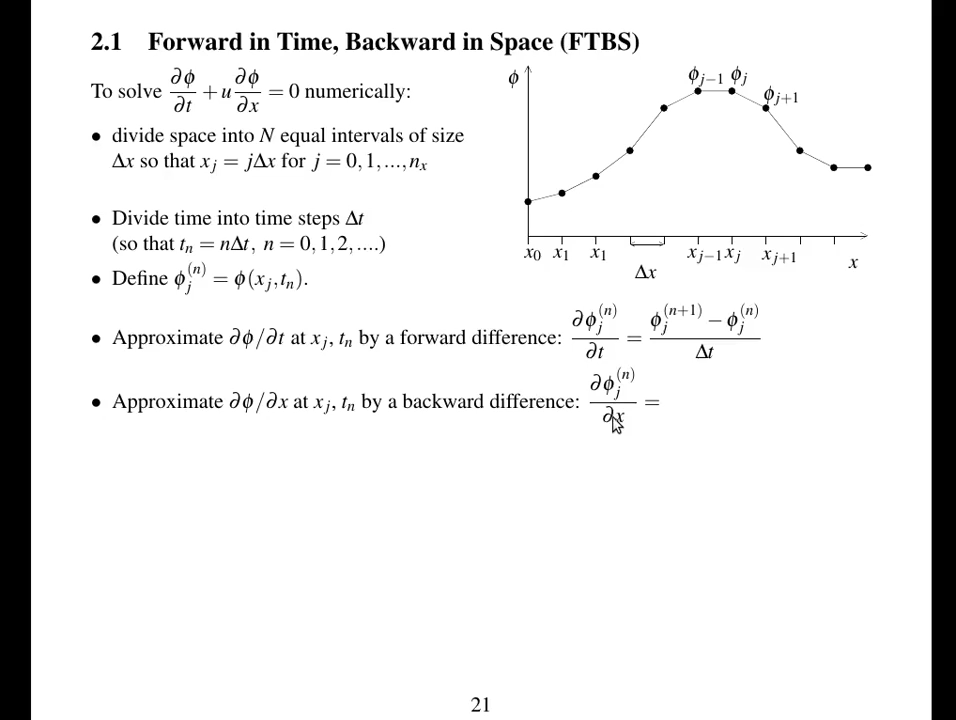 2.1 Forward in Time, Backward in Space (FTBS)
To solve ∂ϕ/∂t + u ∂ϕ/∂x = 0 numerically:
• divide space into N equal intervals of size
Δx so that x_j = jΔx for j = 0, 1, ..., n_x
• Divide time into time steps Δt
(so that t_n = nΔt, n = 0, 1, 2, ....)
• Define ϕ_j^(n) = ϕ(x_j, t_n).
ϕ
ϕ_{j−1} ϕ_j
ϕ_{j+1}
x_0 x_1 x_1 x_{j−1} x_j x_{j+1} x
Δx
• Approximate ∂ϕ/∂t at x_j, t_n by a forward difference: ∂ϕ_j^(n)/∂t = (ϕ_j^(n+1) − ϕ_j^(n))/Δt
• Approximate ∂ϕ/∂x at x_j, t_n by a backward difference: ∂ϕ_j^(n)/∂x =
21